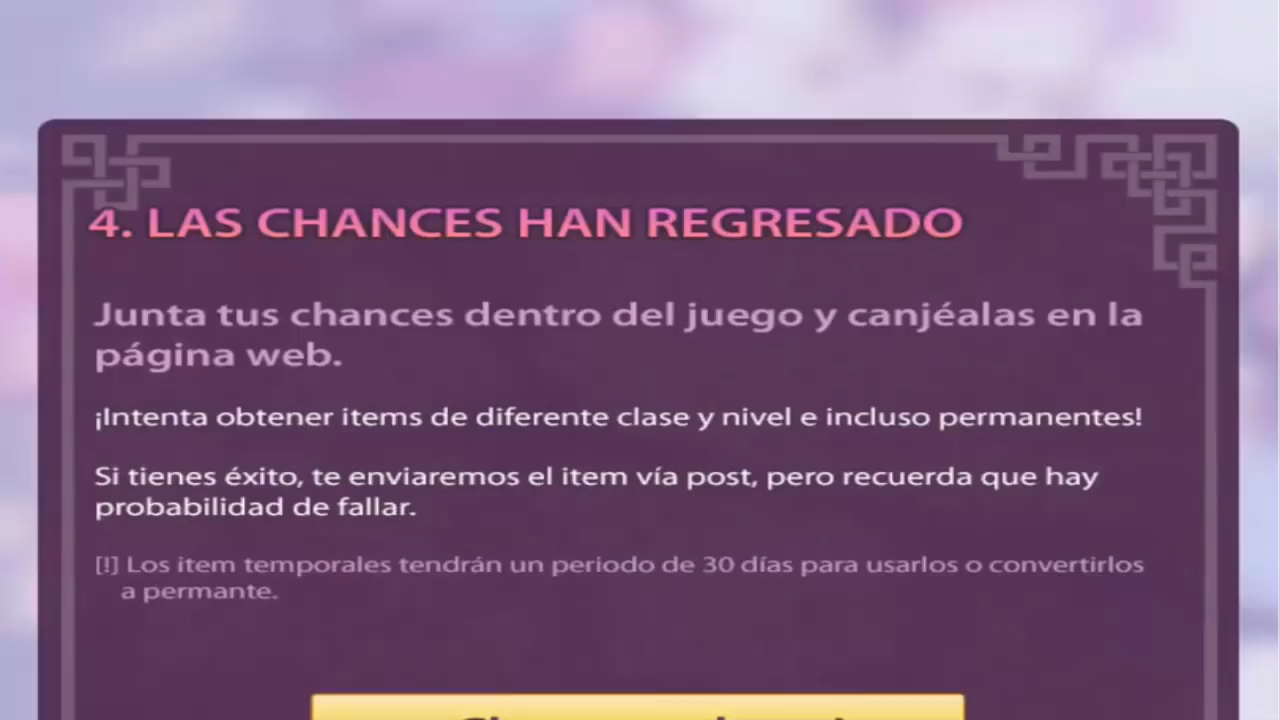 4. LAS CHANCES HAN REGRESADO
Junta tus chances dentro del juego y canjéalas en la
página web.
¡Intenta obtener items de diferente clase y nivel e incluso permanentes!
Si tienes éxito, te enviaremos el item vía post, pero recuerda que hay
probabilidad de fallar.
[!] Los item temporales tendrán un periodo de 30 días para usarlos o convertirlos
a permante.